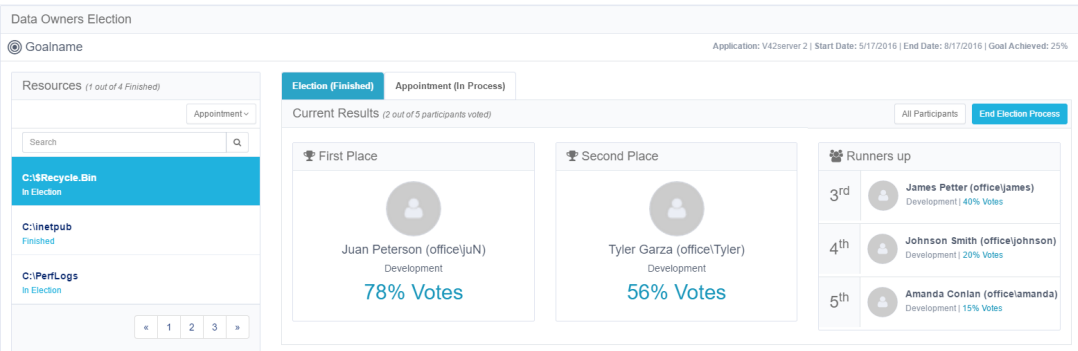 Data Owners Election
Goalname
Application: V42server 2 | Start Date: 5/17/2016 | End Date: 8/17/2016 | Goal Achieved: 25%
Resources (1 out of 4 Finished)
Appointment
Search
C:\$Recycle.Bin
In Election
C:\inetpub
Finished
C:\PerfLogs
In Election
« 1 2 3 »
Election (Finished) Appointment (In Process)
Current Results (2 out of 5 participants voted)
All Participants End Election Process
First Place
Juan Peterson (office\juN)
Development
78% Votes
Second Place
Tyler Garza (office\Tyler)
Development
56% Votes
Runners up
3rd
James Petter (office\james)
Development | 40% Votes
4th
Johnson Smith (office\johnson)
Development | 20% Votes
5th
Amanda Conlan (office\amanda)
Development | 15% Votes